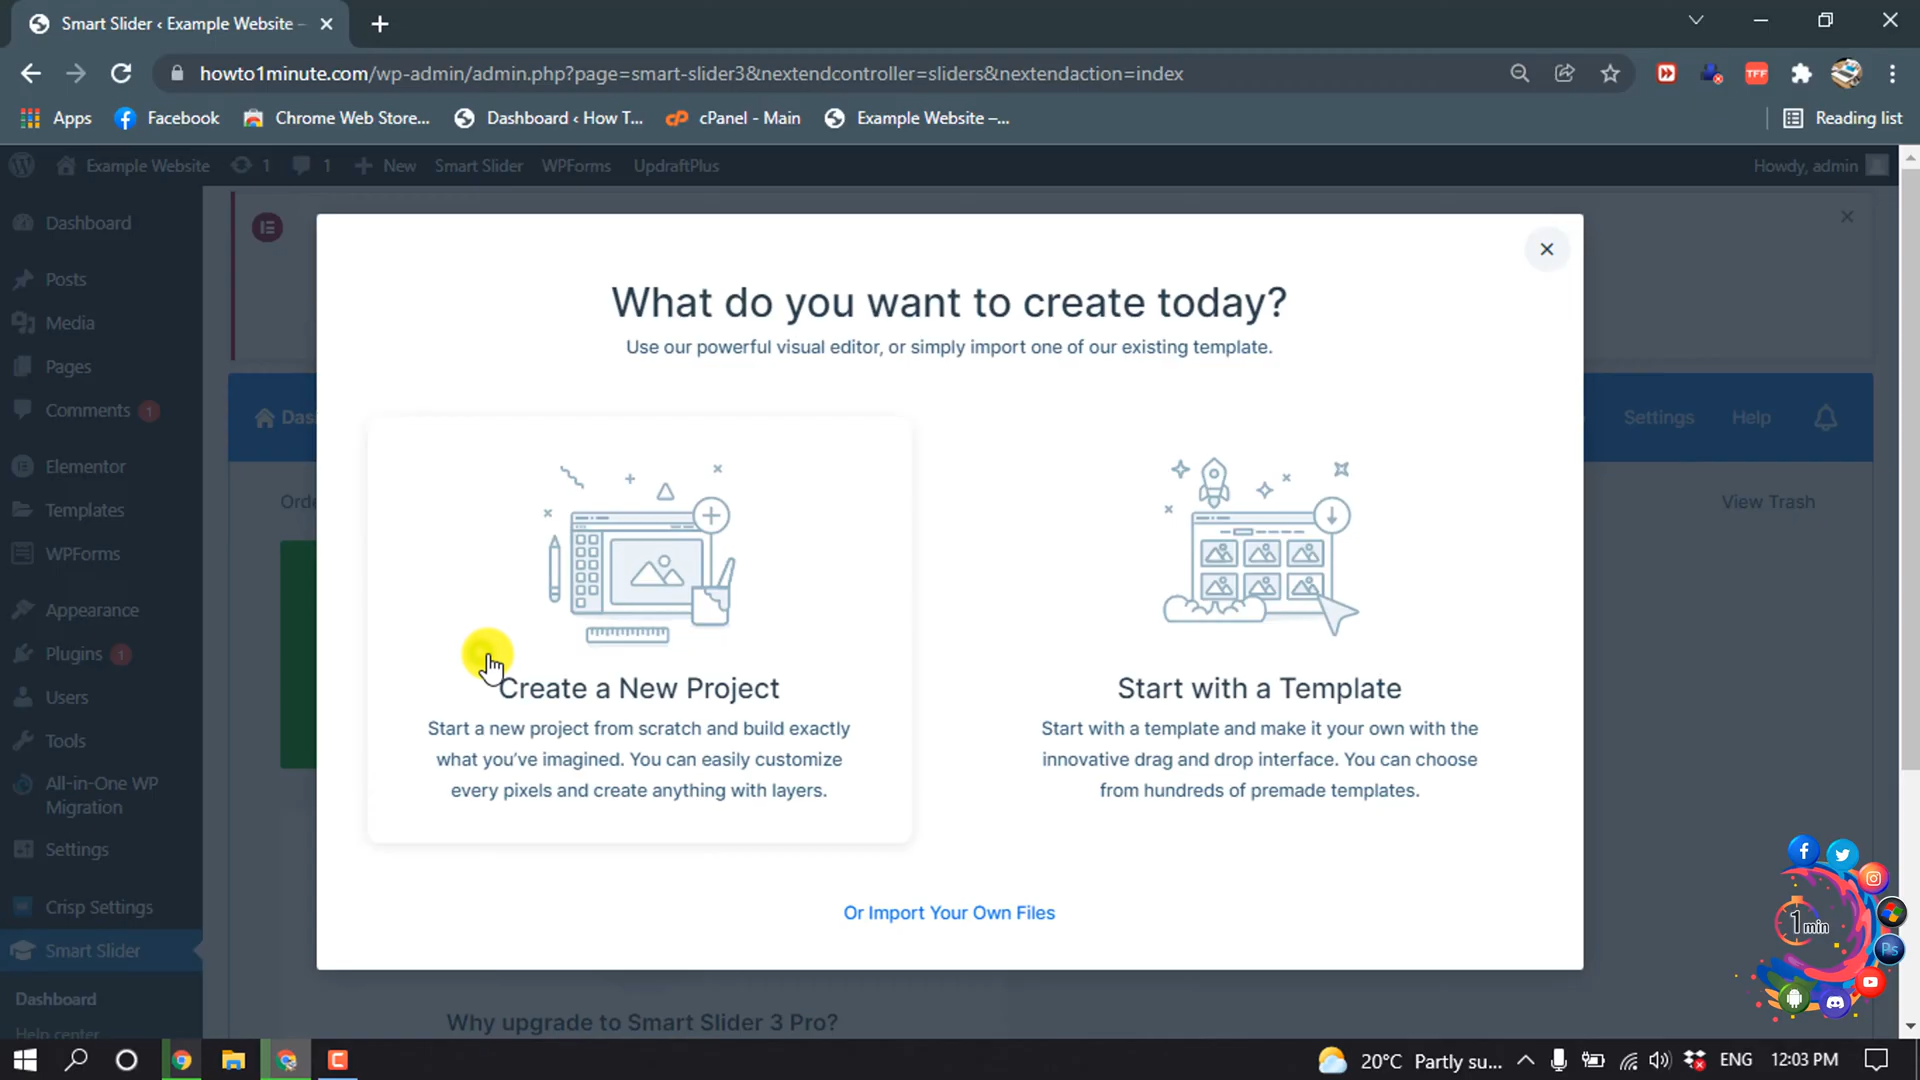 Smart Slider ‹ Example Website –
howto1minute.com/wp-admin/admin.php?page=smart-slider3&nextendcontroller=sliders&nextendaction=index
TFF
Apps Facebook Chrome Web Store... Dashboard ‹ How T... cPanel - Main Example Website –... Reading list
Example Website 1 1 New Smart Slider WPForms UpdraftPlus Howdy, admin
Dashboard
Posts
Media
Pages
Comments 1
Elementor
Templates
WPForms
Appearance
Plugins 1
Users
Tools
All-in-One WP
Migration
Settings
Crisp Settings
Smart Slider
Dashboard
Help center
Das
Settings Help
Orde
View Trash
What do you want to create today?
Use our powerful visual editor, or simply import one of our existing template.
Create a New Project
Start a new project from scratch and build exactly
what you’ve imagined. You can easily customize
every pixels and create anything with layers.
Start with a Template
Start with a template and make it your own with the
innovative drag and drop interface. You can choose
from hundreds of premade templates.
Or Import Your Own Files
Why upgrade to Smart Slider 3 Pro?
1 min
Ps
20°C Partly su... ENG 12:03 PM